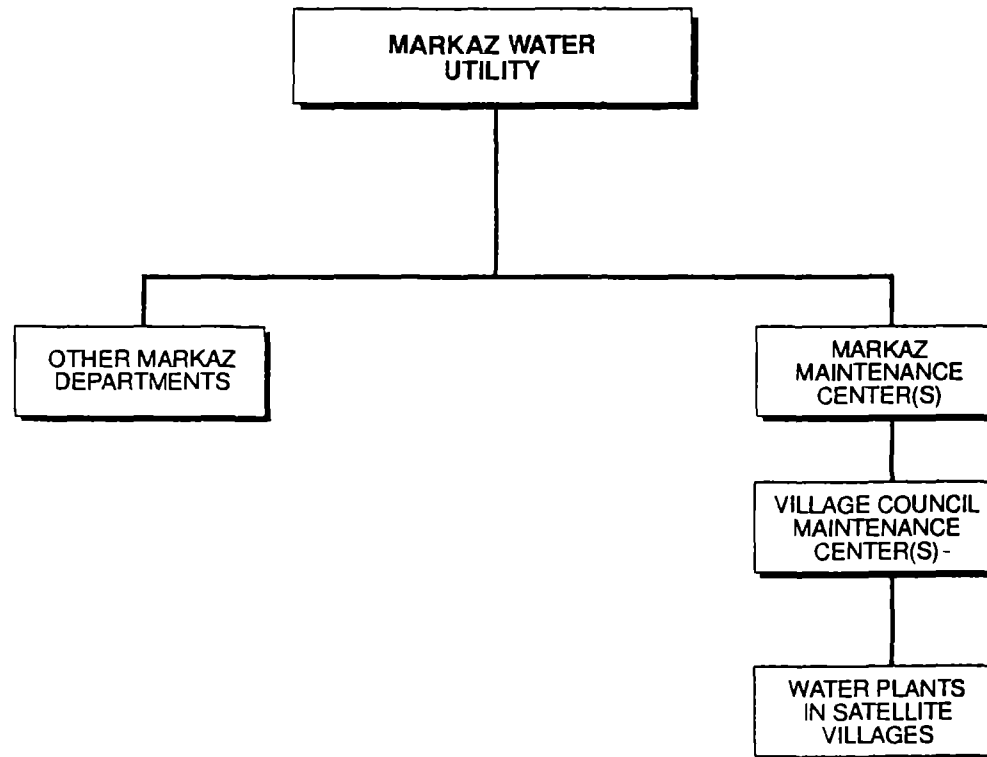 MARKAZ WATER
UTILITY
OTHER MARKAZ
DEPARTMENTS
MARKAZ
MAINTENANCE
CENTER(S)
VILLAGE COUNCIL
MAINTENANCE
CENTER(S) -
WATER PLANTS
IN SATELLITE
VILLAGES